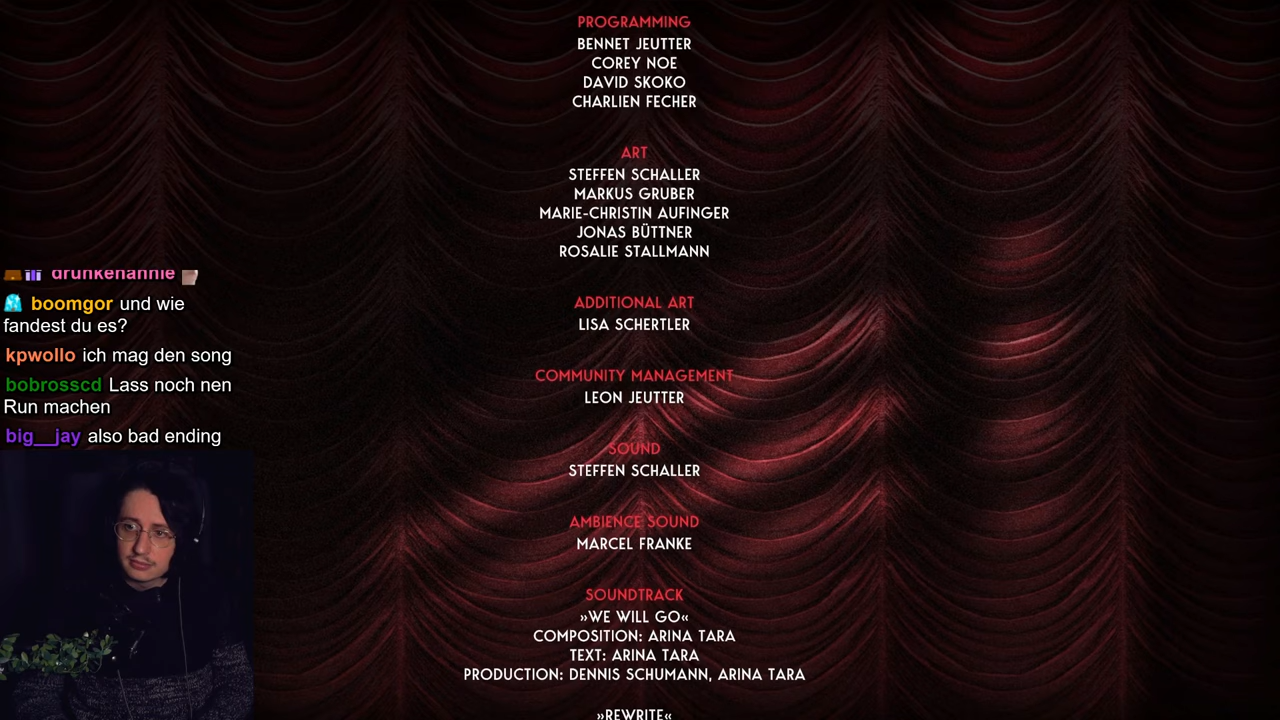 PROGRAMMING
BENNET JEUTTER
COREY NOE
DAVID SKOKO
CHARLIEN FECHER
ART
STEFFEN SCHALLER
MARKUS GRUBER
MARIE-CHRISTIN AUFINGER
JONAS BÜTTNER
ROSALIE STALLMANN
ADDITIONAL ART
LISA SCHERTLER
COMMUNITY MANAGEMENT
LEON JEUTTER
SOUND
STEFFEN SCHALLER
AMBIENCE SOUND
MARCEL FRANKE
SOUNDTRACK
»WE WILL GO«
COMPOSITION: ARINA TARA
TEXT: ARINA TARA
PRODUCTION: DENNIS SCHUMANN, ARINA TARA
»REWRITE«
drunkenannie
boomgor und wie
fandest du es?
kpwollo ich mag den song
bobrosscd Lass noch nen
Run machen
big__jay also bad ending